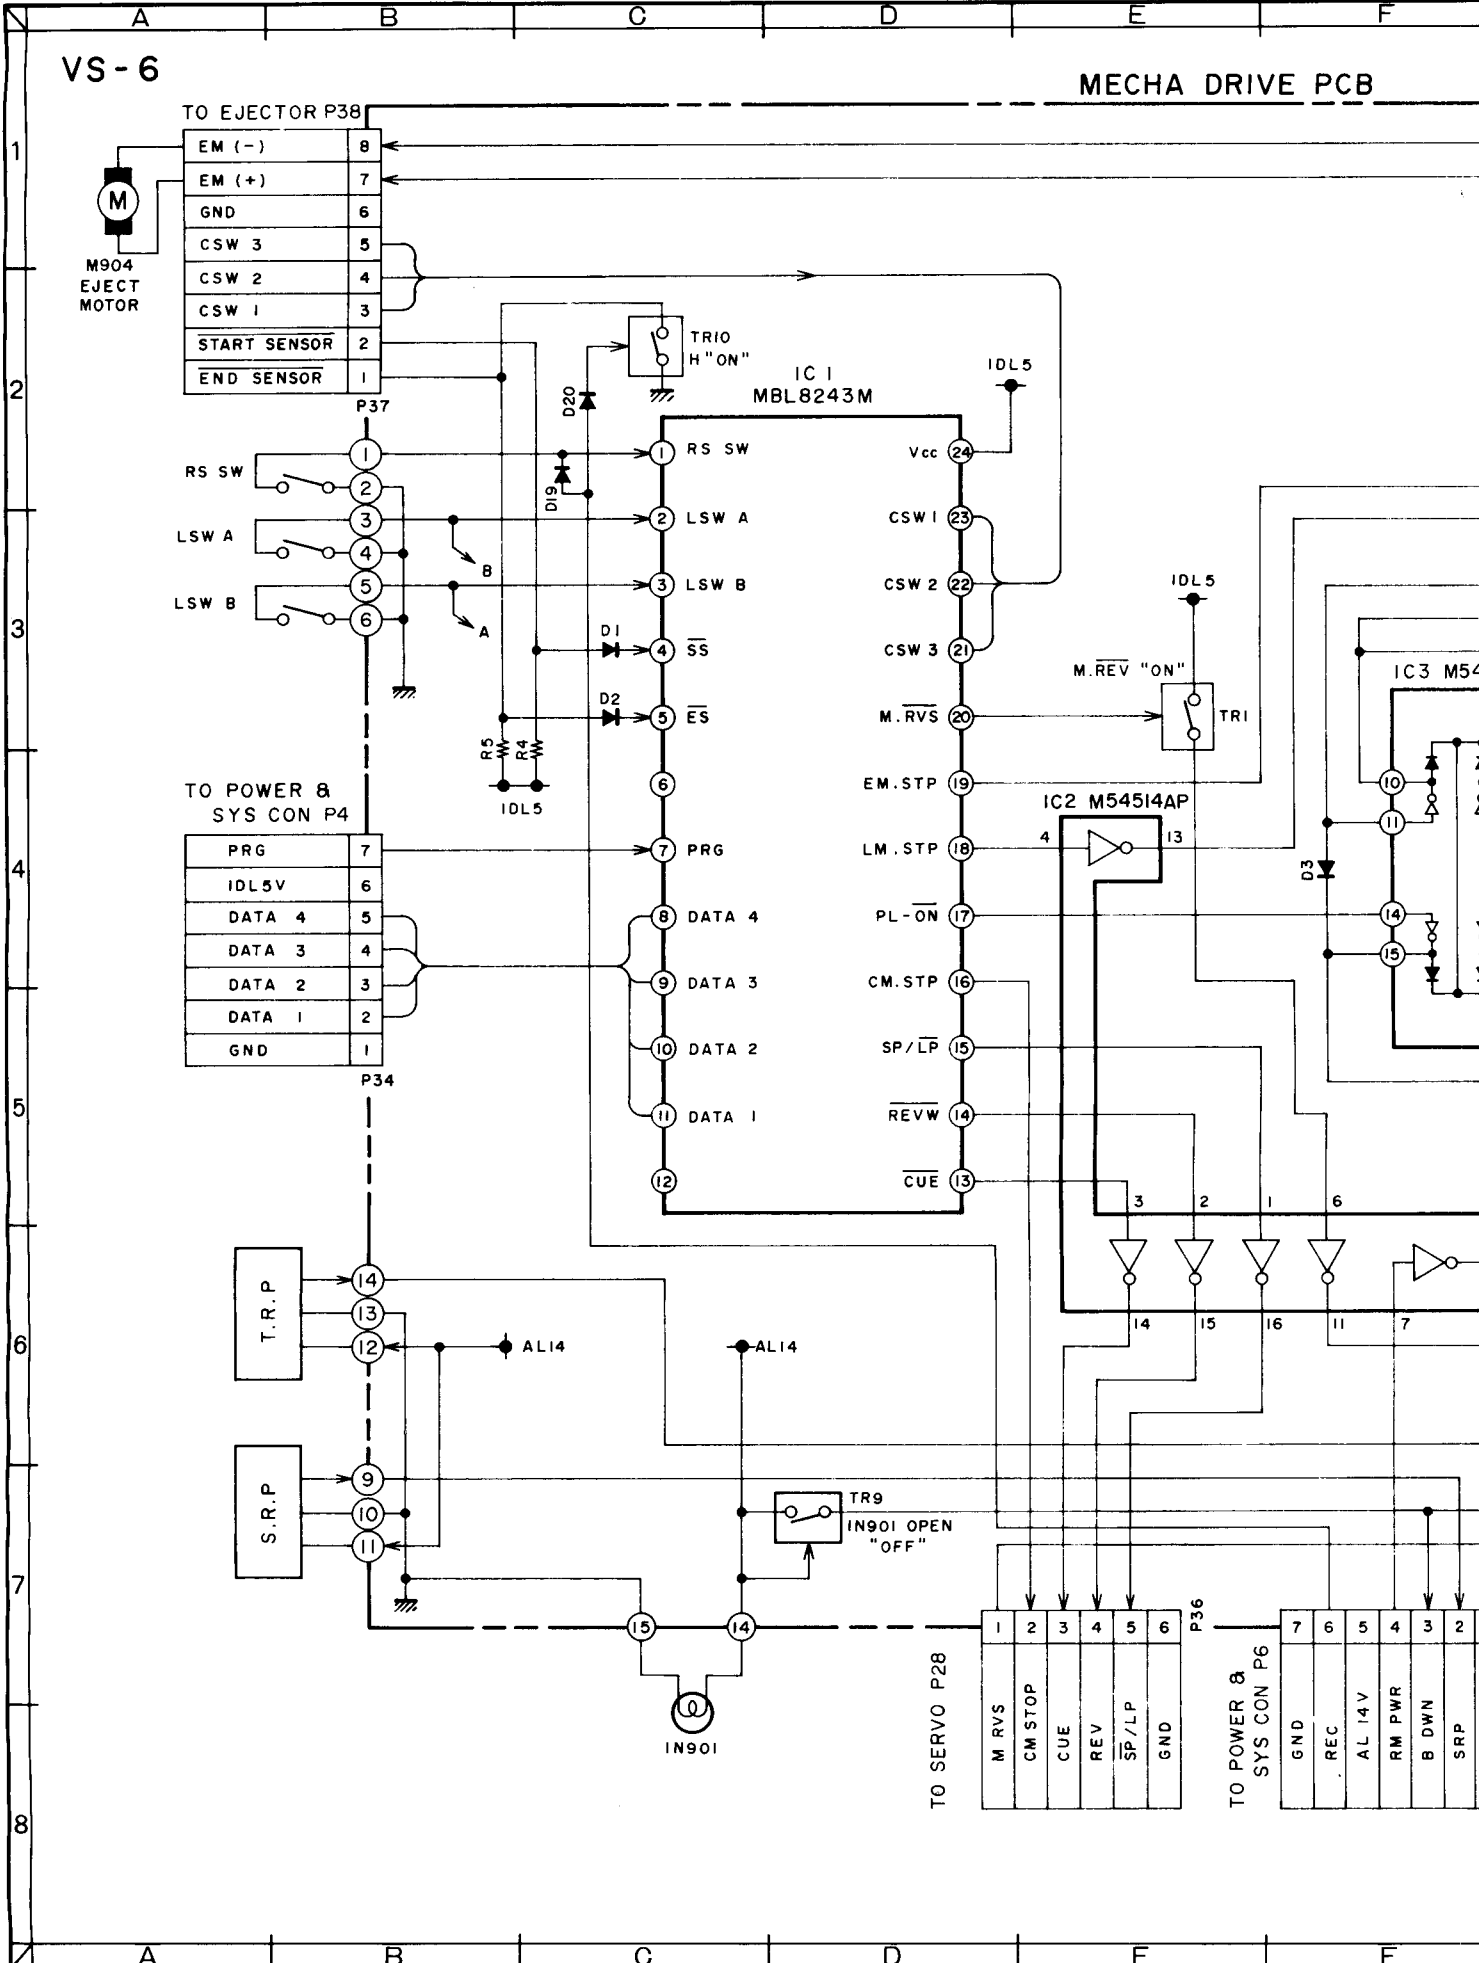 A B C D E F
VS-6
MECHA DRIVE PCB
TO EJECTOR P38
EM (-) 8
EM (+) 7
GND 6
CSW 3 5
CSW 2 4
CSW 1 3
START SENSOR 2
END SENSOR 1
P37
M
M904
EJECT
MOTOR
1
2
3
4
5
6
7
8
TR10
H "ON"
D20
D19
IC 1
MBL8243M
IDL5
RS SW
1
2
LSW A
3
4
LSW B
5
6
B
A
D1
D2
R5
R4
IDL5
1 RS SW
2 LSW A
3 LSW B
4 SS
5 ES
6
7 PRG
8 DATA 4
9 DATA 3
10 DATA 2
11 DATA 1
12
Vcc 24
CSW 1 23
CSW 2 22
CSW 3 21
M.RVS 20
EM.STP 19
LM.STP 18
PL-ON 17
CM.STP 16
SP/LP 15
REVW 14
CUE 13
IDL5
M.REV "ON"
TR1
IC2 M54514AP
4 13
IC3 M54
10
11
14
15
D3
TO POWER &
SYS CON P4
PRG 7
IDL5V 6
DATA 4 5
DATA 3 4
DATA 2 3
DATA 1 2
GND 1
P34
3 2 1 6
14 15 16 11 7
T.R.P
14
13
12
AL14
AL14
S.R.P
9
10
11
TR9
IN901 OPEN
"OFF"
15
14
IN901
TO SERVO P28
1 M RVS
2 CM STOP
3 CUE
4 REV
5 SP/LP
6 GND
P36
TO POWER &
SYS CON P6
7 GND
6 REC
5 AL 14V
4 RM PWR
3 B DWN
2 SRP
A B C D E F